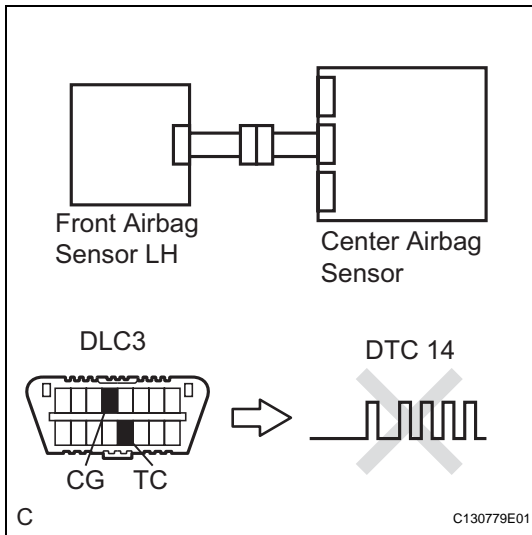 Front Airbag
Sensor LH
Center Airbag
Sensor
DLC3
DTC 14
CG
TC
C
C130779E01